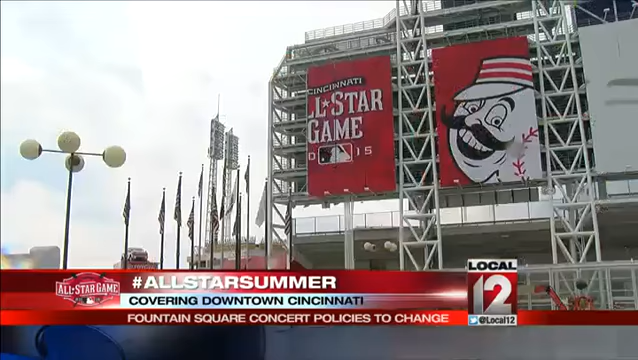 CINCINNATI
ALL★STAR
GAME
2015
#ALLSTARSUMMER
COVERING DOWNTOWN CINCINNATI
FOUNTAIN SQUARE CONCERT POLICIES TO CHANGE
ALL-STAR GAME
LOCAL
12
@Local12